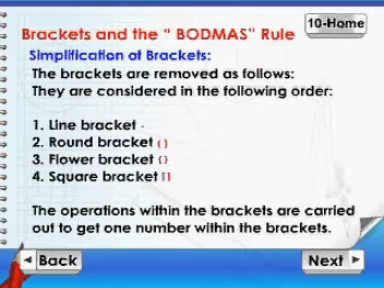 10-Home
Brackets and the “ BODMAS” Rule
Simplification of Brackets:
The brackets are removed as follows:
They are considered in the following order:
1. Line bracket -
2. Round bracket ( )
3. Flower bracket { }
4. Square bracket [ ]
The operations within the brackets are carried
out to get one number within the brackets.
Back
Next